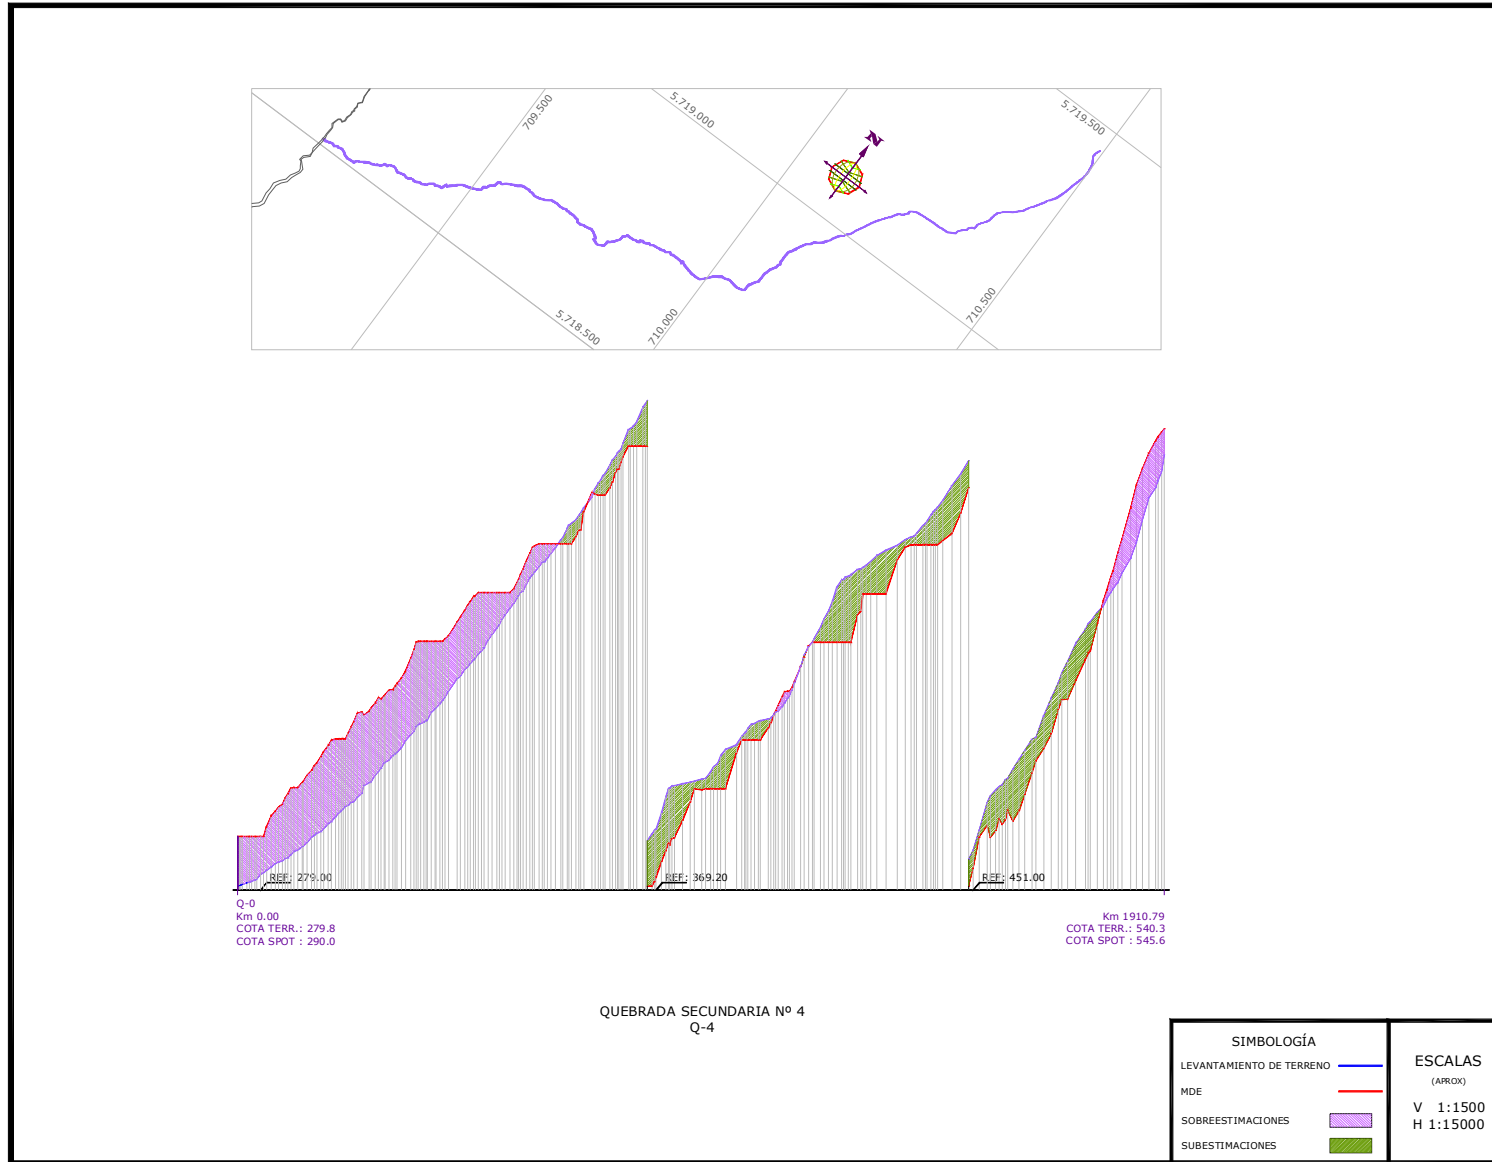 709.500
5.719.000
5.719.500
N
5.718.500
710.000
710.500
REF: 279.00
REF: 369.20
REF: 451.00
Q-0
Km 0.00
COTA TERR.: 279.8
COTA SPOT : 290.0
Km 1910.79
COTA TERR.: 540.3
COTA SPOT : 545.6
QUEBRADA SECUNDARIA Nº 4
Q-4
SIMBOLOGÍA
LEVANTAMIENTO DE TERRENO
MDE
SOBREESTIMACIONES
SUBESTIMACIONES
ESCALAS
(APROX)
V 1:1500
H 1:15000